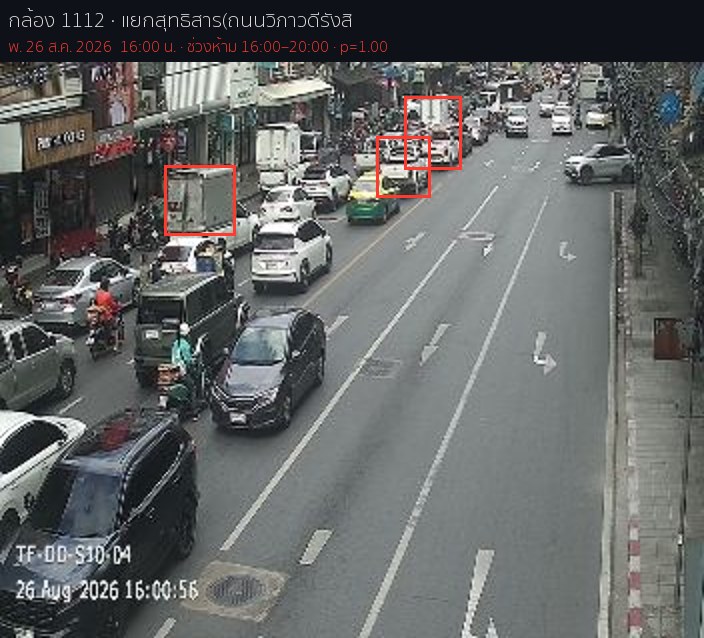 กล้อง 1112 · แยกสุทธิสาร(ถนนวิภาวดีรังสิ
พ. 26 ส.ค. 2026 16:00 น. · ช่วงห้าม 16:00–20:00 · p=1.00
TF-DD-S10-04
26 Aug 2026 16:00:56